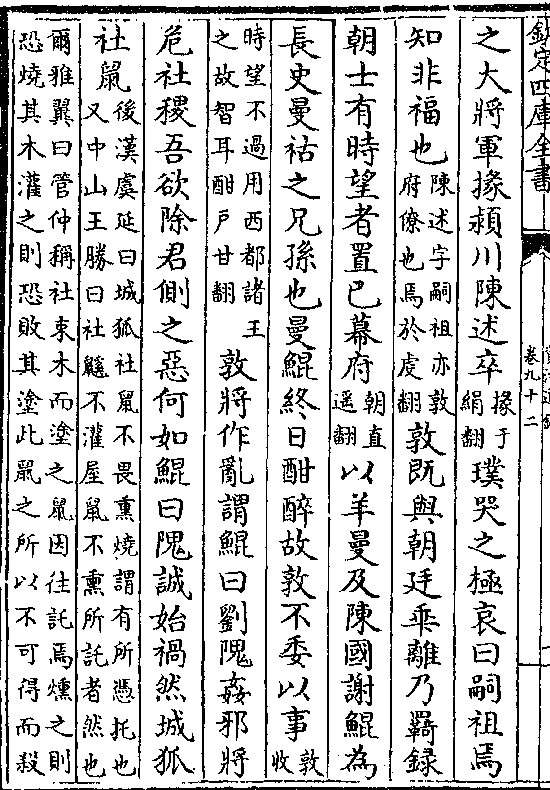 欽定四庫全書
卷九十二
之大將軍掾潁川陳述卒掾于絹翻璞哭之極哀曰嗣祖焉
知非福也陳述字嗣祖亦敦府僚也焉於虔翻敦既與朝廷乖離乃羈録
朝士有時望者置已幕府朝直遥翻以羊曼及陳國謝鯤為
長史曼祜之兄孫也曼鯤終日酣醉故敦不委以事敦收
時望不過用西都諸王之故智耳酣戶甘翻敦將作亂謂鯤曰劉隗姦邪將
危社稷吾欲除君側之惡何如鯤曰隗誠始禍然城狐
社鼠後漢虞延曰城狐社鼠不畏熏燒謂有所憑托也又中山王勝曰社鼷不灌屋鼠不熏所託者然也
爾雅翼曰管仲稱社束木而塗之鼠因往託焉燻之則恐燒其木灌之則恐敗其塗此鼠之所以不可得而殺